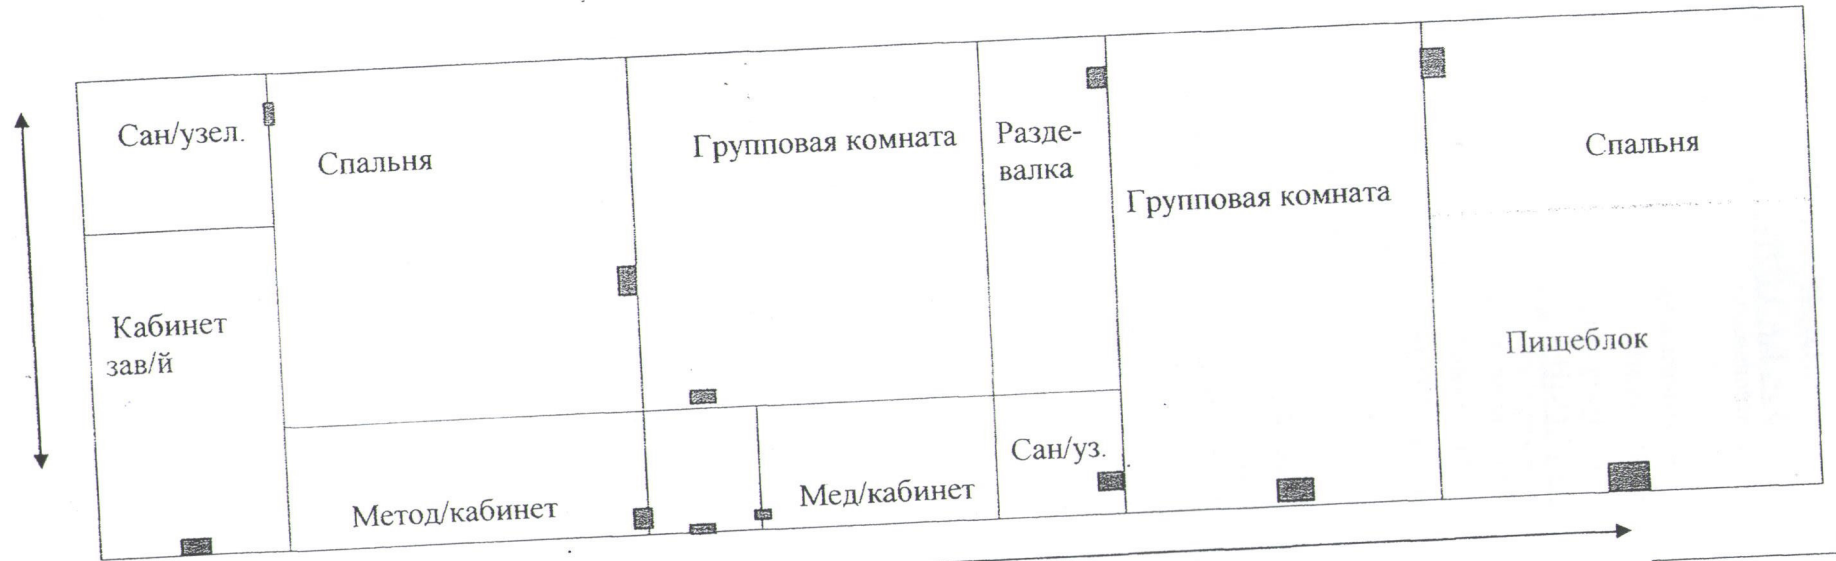 Сан/узел.
Спальня
Групповая комната
Разде-
валка
Групповая комната
Спальня
Кабинет
зав/й
Пищеблок
Метод/кабинет
Мед/кабинет
Сан/уз.